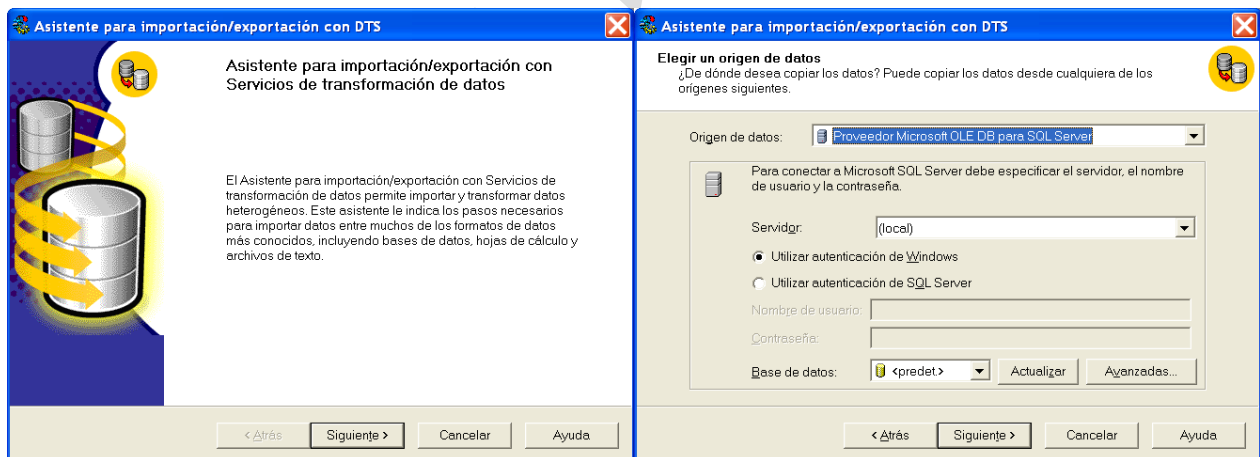 Asistente para importación/exportación con DTS
Asistente para importación/exportación con
Servicios de transformación de datos
El Asistente para importación/exportación con Servicios de
transformación de datos permite importar y transformar datos
heterogéneos. Este asistente le indica los pasos necesarios
para importar datos entre muchos de los formatos de datos
más conocidos, incluyendo bases de datos, hojas de cálculo y
archivos de texto.
< Atrás
Siguiente >
Cancelar
Ayuda
Asistente para importación/exportación con DTS
Elegir un origen de datos
¿De dónde desea copiar los datos? Puede copiar los datos desde cualquiera de los
orígenes siguientes.
Origen de datos:
Proveedor Microsoft OLE DB para SQL Server
Para conectar a Microsoft SQL Server debe especificar el servidor, el nombre
de usuario y la contraseña.
Servidor:
(local)
Utilizar autenticación de Windows
Utilizar autenticación de SQL Server
Nombre de usuario:
Contraseña:
Base de datos:
<predet.>
Actualizar
Avanzadas...
< Atrás
Siguiente >
Cancelar
Ayuda